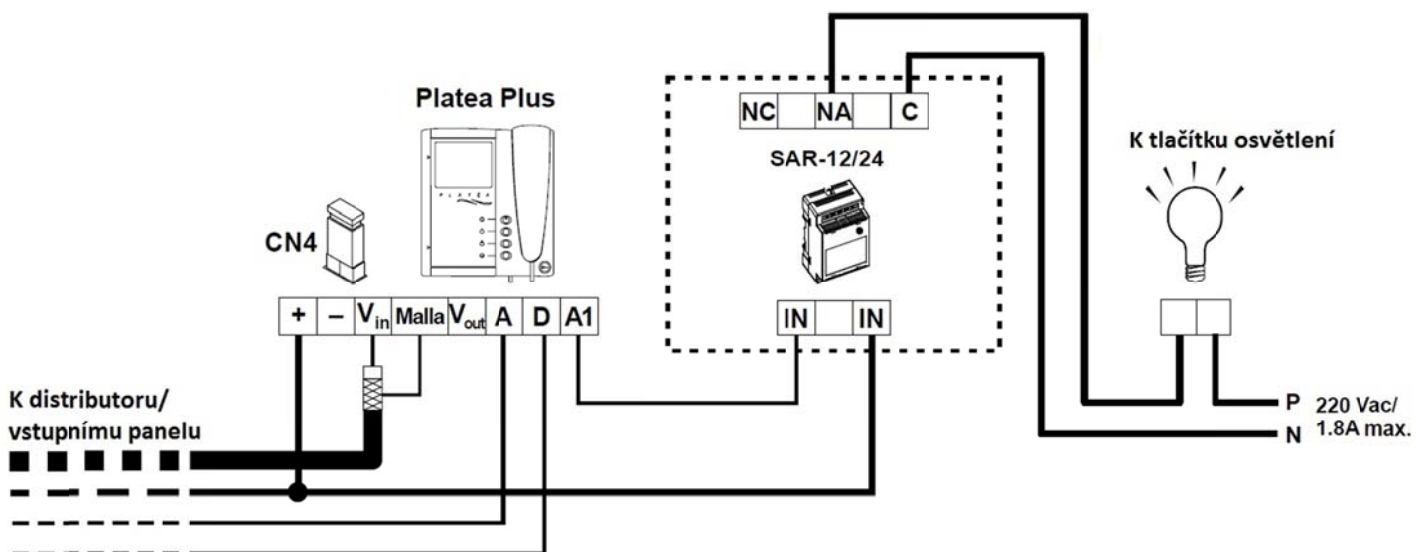 Platea Plus
PLATEA
CN4
+ – Vin Malla Vout A D A1
NC NA C
SAR-12/24
IN IN
K tlačítku osvětlení
P
N
220 Vac/
1.8A max.
K distributoru/
vstupnímu panelu